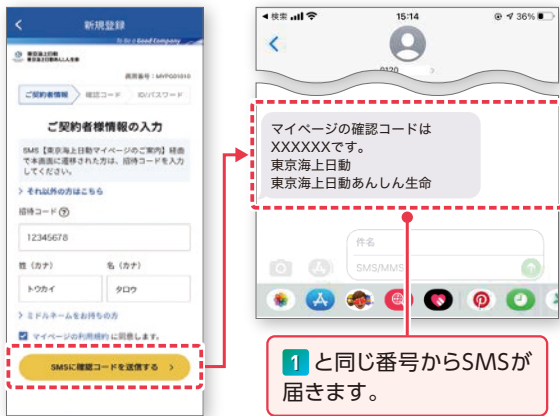 新規登録
To Be a Good Company
東京海上日動
東京海上日動あんしん生命
画面番号：MYPG01010
ご契約者情報
確認コード
ID/パスワード
ご契約者様情報の入力
SMS【東京海上日動マイページのご案内】経由
で本画面に遷移された方は、招待コードを入力
してください。
> それ以外の方はこちら
招待コード ?
12345678
姓（カナ） 名（カナ）
トウカイ タロウ
> ミドルネームをお持ちの方
マイページの利用規約に同意します。
SMSに確認コードを送信する >
◀検索 15:14 36%
0120 >
マイページの確認コードは
XXXXXXです。
東京海上日動
東京海上日動あんしん生命
件名
SMS/MMS
1 と同じ番号からSMSが
届きます。